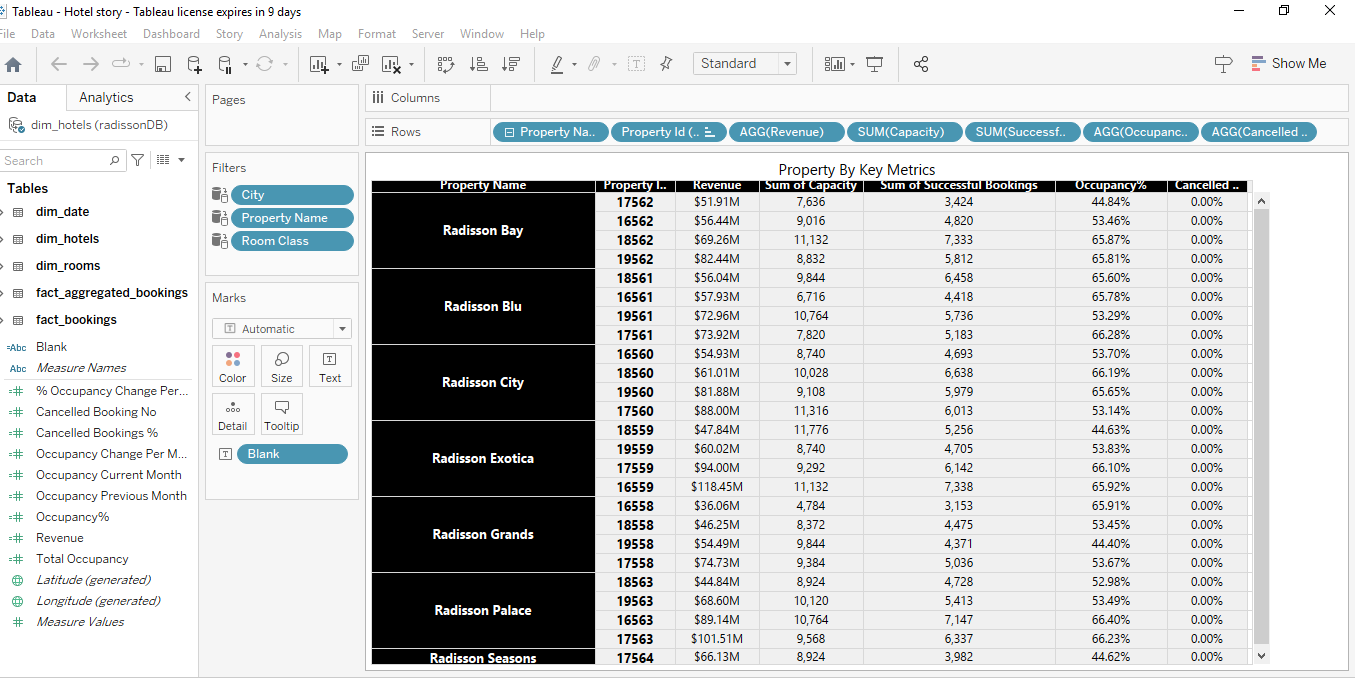 Tableau - Hotel story - Tableau license expires in 9 days
File Data Worksheet Dashboard Story Analysis Map Format Server Window Help
Standard
Show Me
Data Analytics
dim_hotels (radissonDB)
Search
Tables
dim_date
dim_hotels
dim_rooms
fact_aggregated_bookings
fact_bookings
=Abc Blank
Abc Measure Names
=# % Occupancy Change Per...
=# Cancelled Booking No
=# Cancelled Bookings %
=# Occupancy Change Per M...
=# Occupancy Current Month
=# Occupancy Previous Month
=# Occupancy%
=# Revenue
=# Total Occupancy
Latitude (generated)
Longitude (generated)
# Measure Values
Pages
Filters
City
Property Name
Room Class
Marks
T Automatic
Color Size Text
Detail Tooltip
T Blank
Columns
Rows Property Na.. Property Id (.. AGG(Revenue) SUM(Capacity) SUM(Successf.. AGG(Occupanc.. AGG(Cancelled ..
Property By Key Metrics
Property Name Property I.. Revenue Sum of Capacity Sum of Successful Bookings Occupancy% Cancelled ..
Radisson Bay 17562 $51.91M 7,636 3,424 44.84% 0.00%
16562 $56.44M 9,016 4,820 53.46% 0.00%
18562 $69.26M 11,132 7,333 65.87% 0.00%
19562 $82.44M 8,832 5,812 65.81% 0.00%
Radisson Blu 18561 $56.04M 9,844 6,458 65.60% 0.00%
16561 $57.93M 6,716 4,418 65.78% 0.00%
19561 $72.96M 10,764 5,736 53.29% 0.00%
17561 $73.92M 7,820 5,183 66.28% 0.00%
Radisson City 16560 $54.93M 8,740 4,693 53.70% 0.00%
18560 $61.01M 10,028 6,638 66.19% 0.00%
19560 $81.88M 9,108 5,979 65.65% 0.00%
17560 $88.00M 11,316 6,013 53.14% 0.00%
Radisson Exotica 18559 $47.84M 11,776 5,256 44.63% 0.00%
19559 $60.02M 8,740 4,705 53.83% 0.00%
17559 $94.00M 9,292 6,142 66.10% 0.00%
16559 $118.45M 11,132 7,338 65.92% 0.00%
Radisson Grands 16558 $36.06M 4,784 3,153 65.91% 0.00%
18558 $46.25M 8,372 4,475 53.45% 0.00%
19558 $54.49M 9,844 4,371 44.40% 0.00%
17558 $74.73M 9,384 5,036 53.67% 0.00%
Radisson Palace 18563 $44.84M 8,924 4,728 52.98% 0.00%
19563 $68.60M 10,120 5,413 53.49% 0.00%
16563 $89.14M 10,764 7,147 66.40% 0.00%
17563 $101.51M 9,568 6,337 66.23% 0.00%
Radisson Seasons 17564 $66.13M 8,924 3,982 44.62% 0.00%